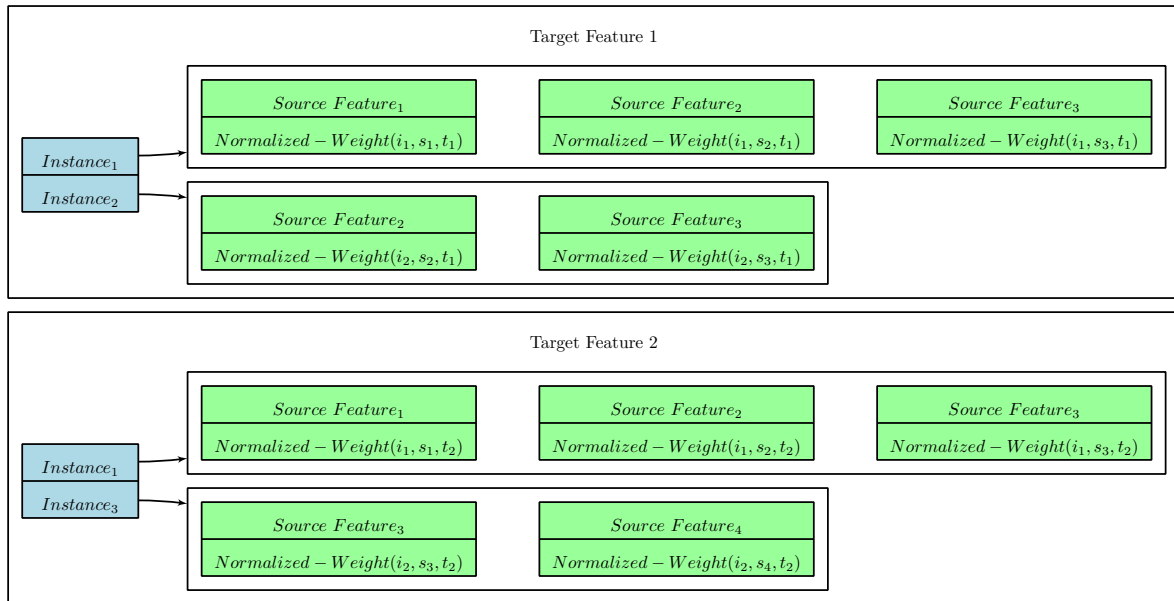 Target Feature 1
Source Feature₁ Source Feature₂ Source Feature₃
Normalized − Weight(i₁, s₁, t₁) Normalized − Weight(i₁, s₂, t₁) Normalized − Weight(i₁, s₃, t₁)
Instance₁
Instance₂
Source Feature₂ Source Feature₃
Normalized − Weight(i₂, s₂, t₁) Normalized − Weight(i₂, s₃, t₁)
Target Feature 2
Source Feature₁ Source Feature₂ Source Feature₃
Normalized − Weight(i₁, s₁, t₂) Normalized − Weight(i₁, s₂, t₂) Normalized − Weight(i₁, s₃, t₂)
Instance₁
Instance₃
Source Feature₃ Source Feature₄
Normalized − Weight(i₂, s₃, t₂) Normalized − Weight(i₂, s₄, t₂)